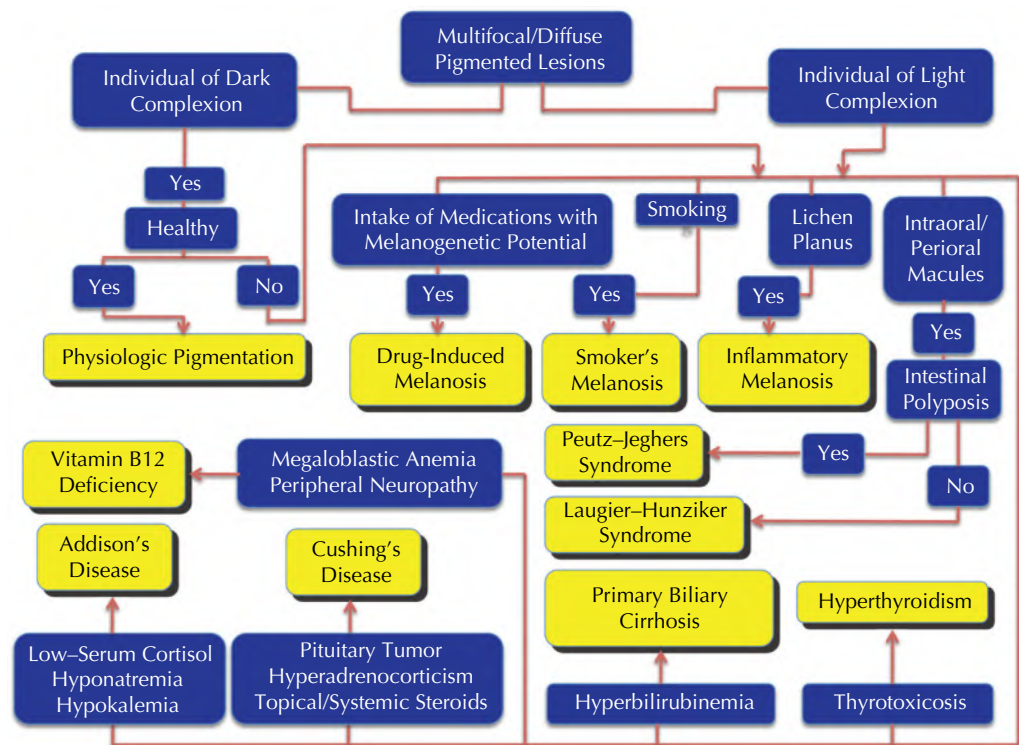 Multifocal/Diffuse
Pigmented Lesions
Individual of Dark
Complexion
Individual of Light
Complexion
Yes
Healthy
Yes
No
Physiologic Pigmentation
Intake of Medications with
Melanogenetic Potential
Yes
Drug-Induced
Melanosis
Smoking
Yes
Smoker's
Melanosis
Lichen
Planus
Yes
Inflammatory
Melanosis
Intraoral/
Perioral
Macules
Yes
Intestinal
Polyposis
Yes
Peutz–Jeghers
Syndrome
No
Laugier–Hunziker
Syndrome
Vitamin B12
Deficiency
Megaloblastic Anemia
Peripheral Neuropathy
Addison's
Disease
Low–Serum Cortisol
Hyponatremia
Hypokalemia
Cushing's
Disease
Pituitary Tumor
Hyperadrenocorticism
Topical/Systemic Steroids
Primary Biliary
Cirrhosis
Hyperbilirubinemia
Hyperthyroidism
Thyrotoxicosis